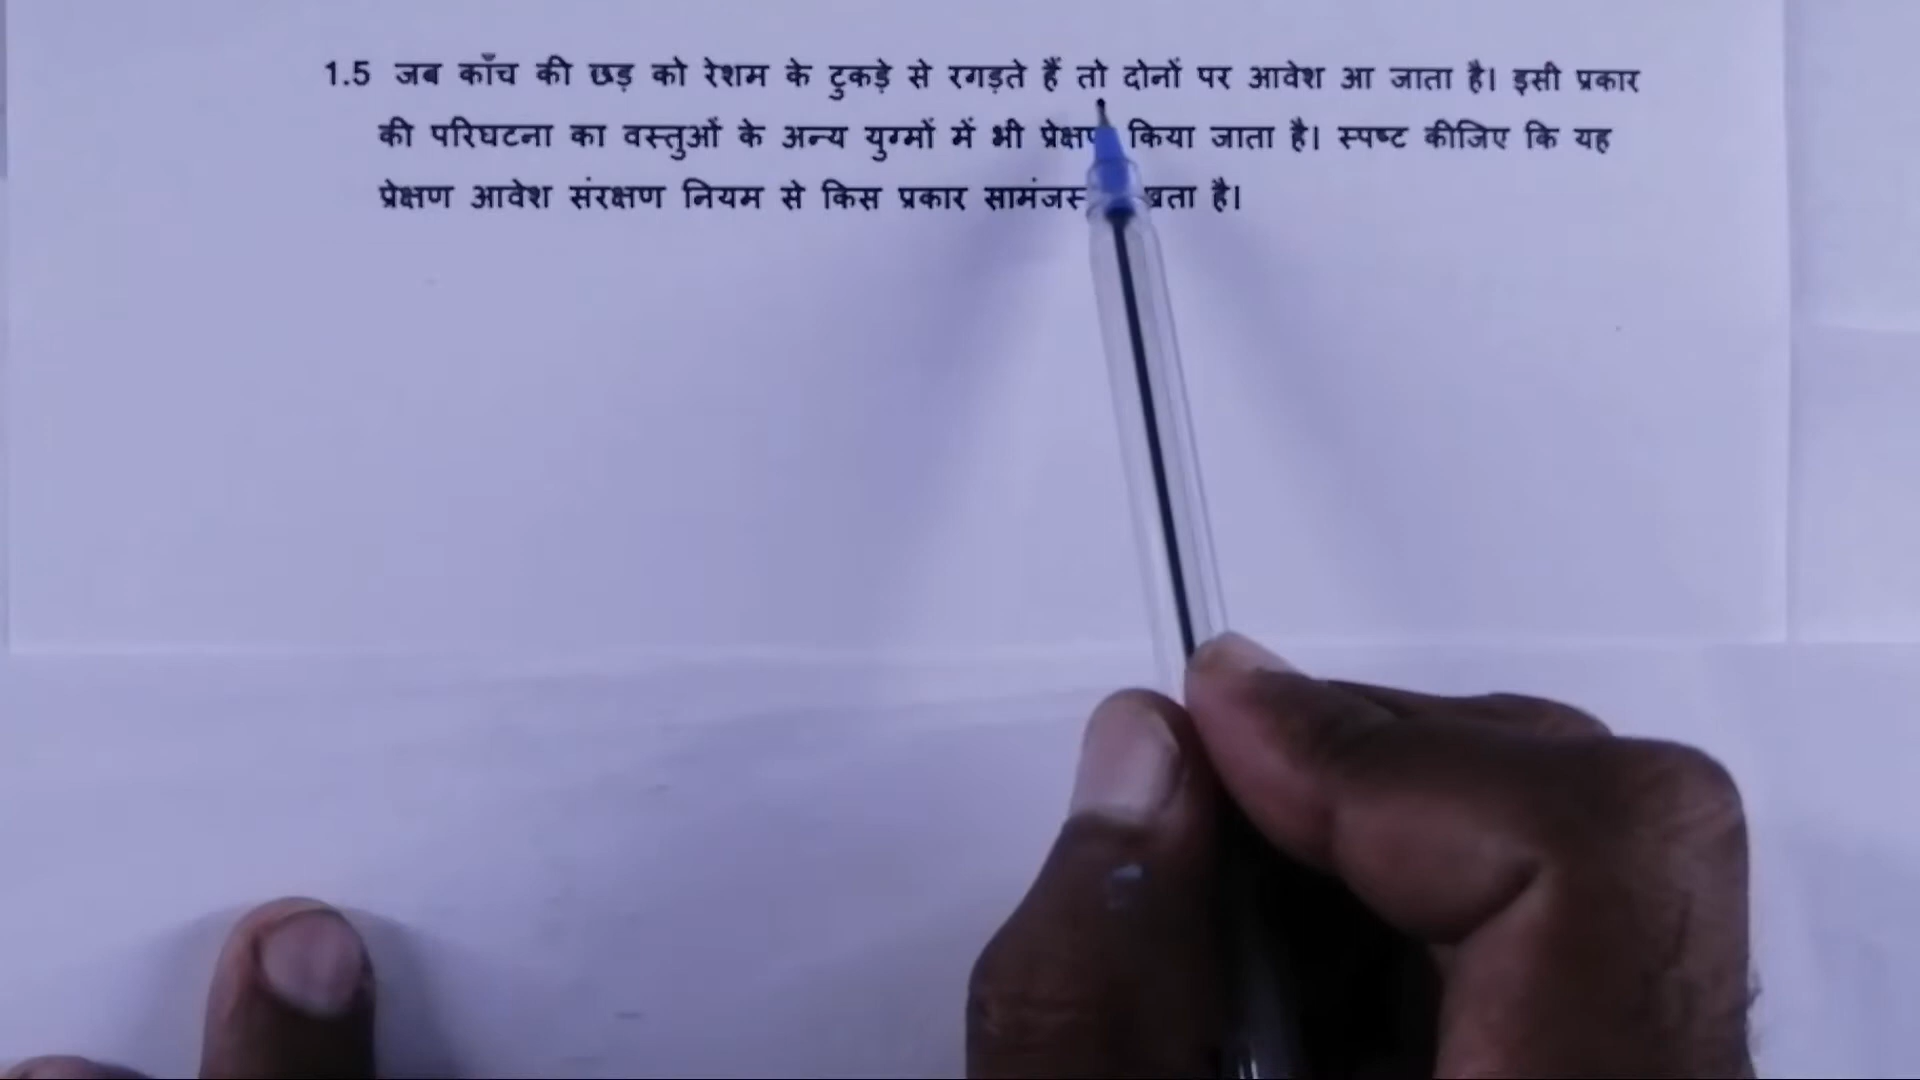 1.5 जब काँच की छड़ को रेशम के टुकड़े से रगड़ते हैं तो दोनों पर आवेश आ जाता है। इसी प्रकार
की परिघटना का वस्तुओं के अन्य युग्मों में भी किया जाता है। स्पष्ट कीजिए कि यह
प्रेक्षण आवेश संरक्षण नियम से किस प्रकार है।